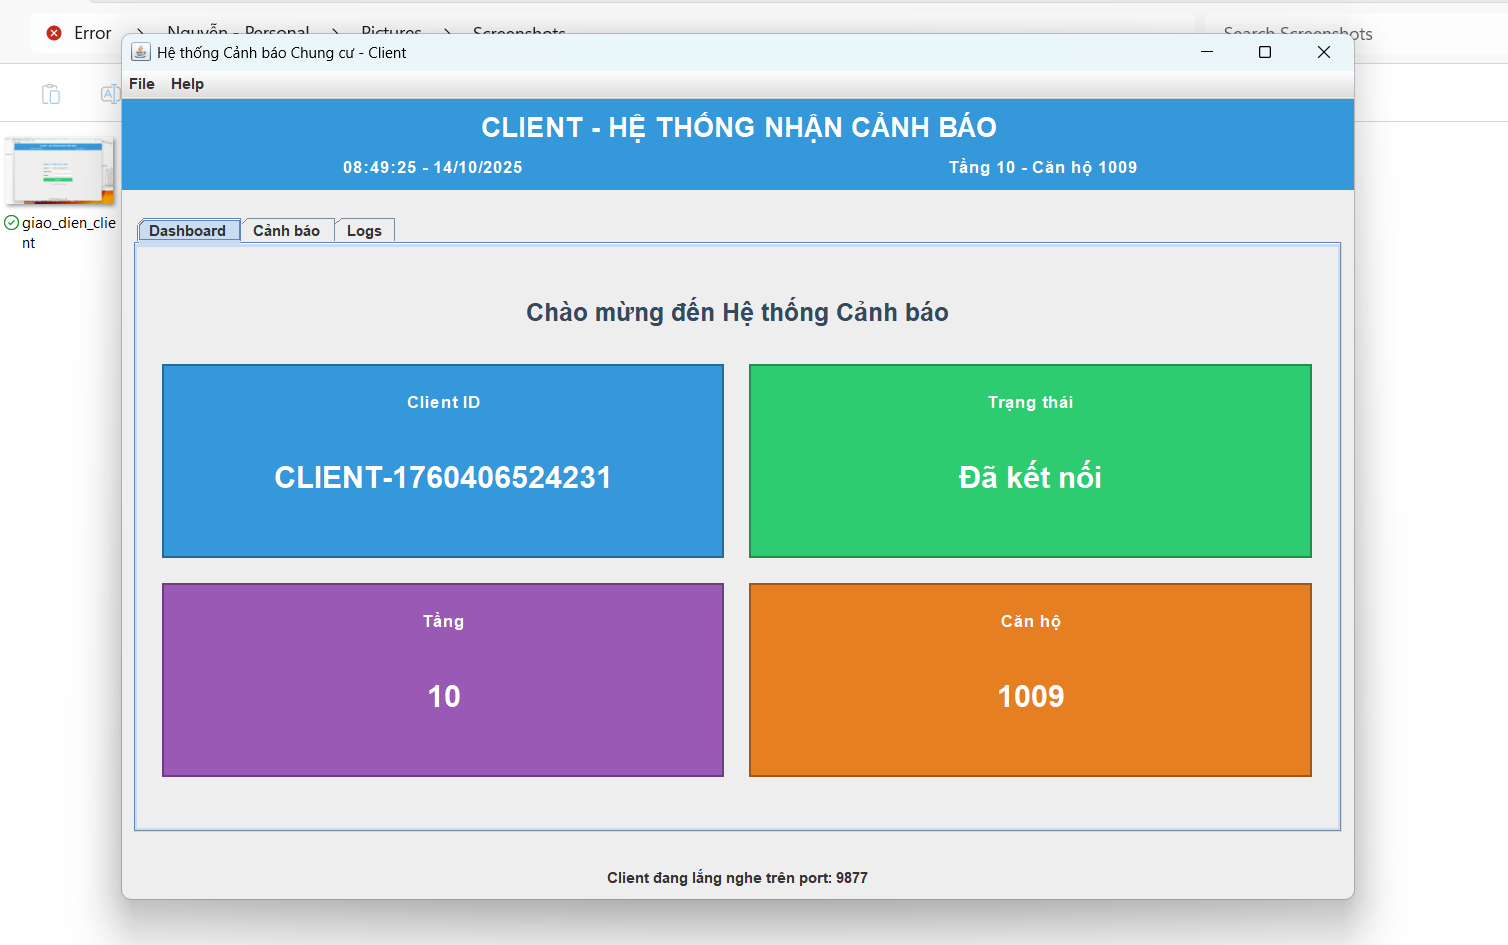 Error
Nguyễn - Personal
Pictures
Screenshots
Search Screenshots
Hệ thống Cảnh báo Chung cư - Client
File Help
CLIENT - HỆ THỐNG NHẬN CẢNH BÁO
08:49:25 - 14/10/2025
Tầng 10 - Căn hộ 1009
giao_dien_clie
nt
Dashboard Cảnh báo Logs
Chào mừng đến Hệ thống Cảnh báo
Client ID
CLIENT-1760406524231
Trạng thái
Đã kết nối
Tầng
10
Căn hộ
1009
Client đang lắng nghe trên port: 9877